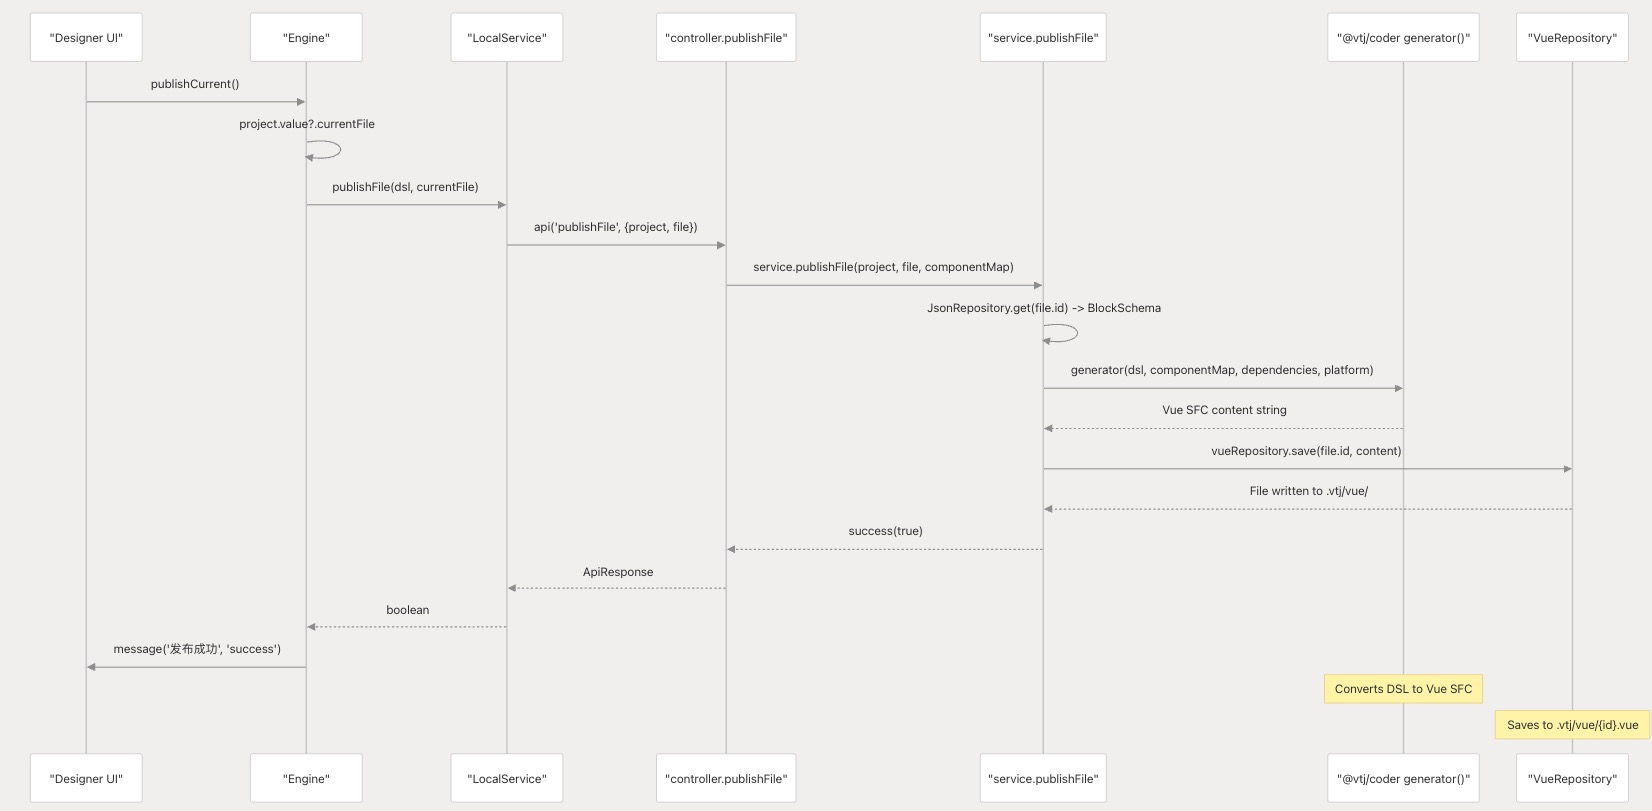 "Designer UI"
"Engine"
"LocalService"
"controller.publishFile"
"service.publishFile"
"@vtj/coder generator()"
"VueRepository"
publishCurrent()
project.value?.currentFile
publishFile(dsl, currentFile)
api('publishFile', {project, file})
service.publishFile(project, file, componentMap)
JsonRepository.get(file.id) -> BlockSchema
generator(dsl, componentMap, dependencies, platform)
Vue SFC content string
vueRepository.save(file.id, content)
File written to .vtj/vue/
success(true)
ApiResponse
boolean
message('发布成功', 'success')
Converts DSL to Vue SFC
Saves to .vtj/vue/{id}.vue
"Designer UI"
"Engine"
"LocalService"
"controller.publishFile"
"service.publishFile"
"@vtj/coder generator()"
"VueRepository"